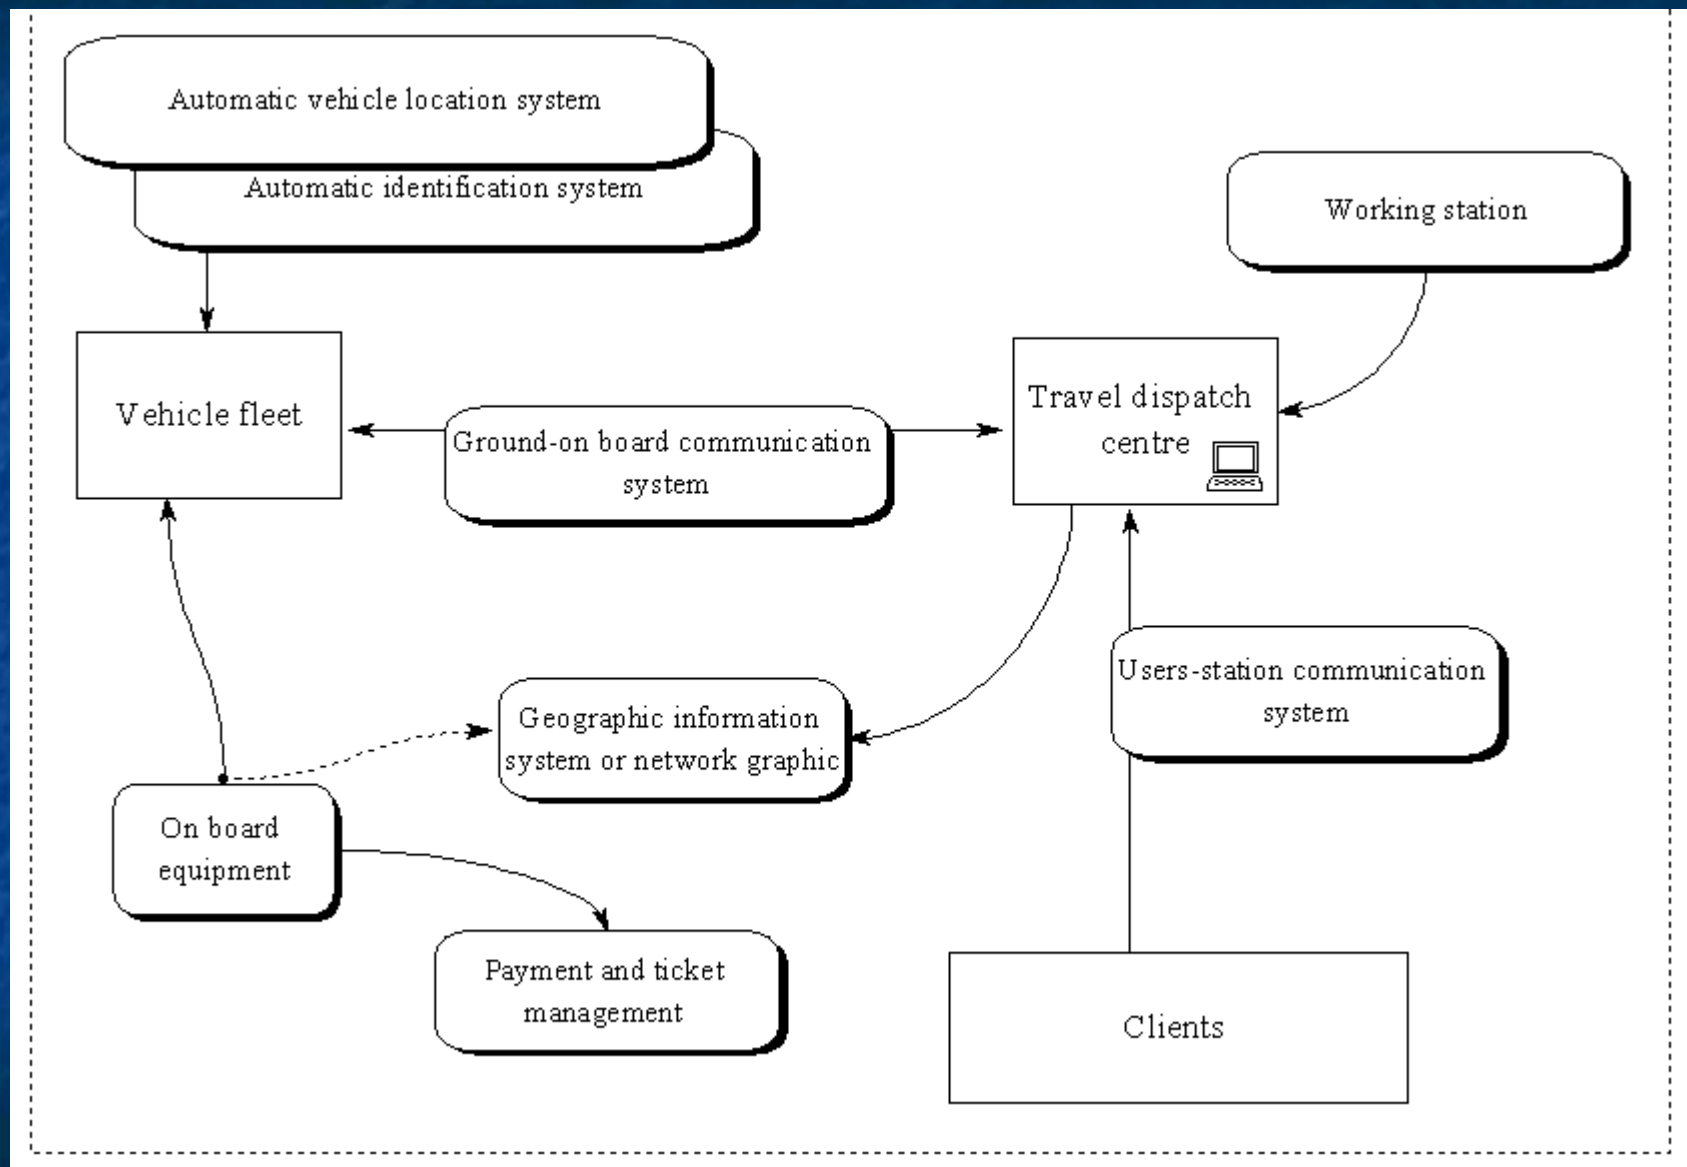 Automatic vehicle location system
Automatic identification system
Working station
Vehicle fleet
Travel dispatch
centre
Ground-on board communication
system
Users-station communication
system
Geographic information
system or network graphic
On board
equipment
Payment and ticket
management
Clients